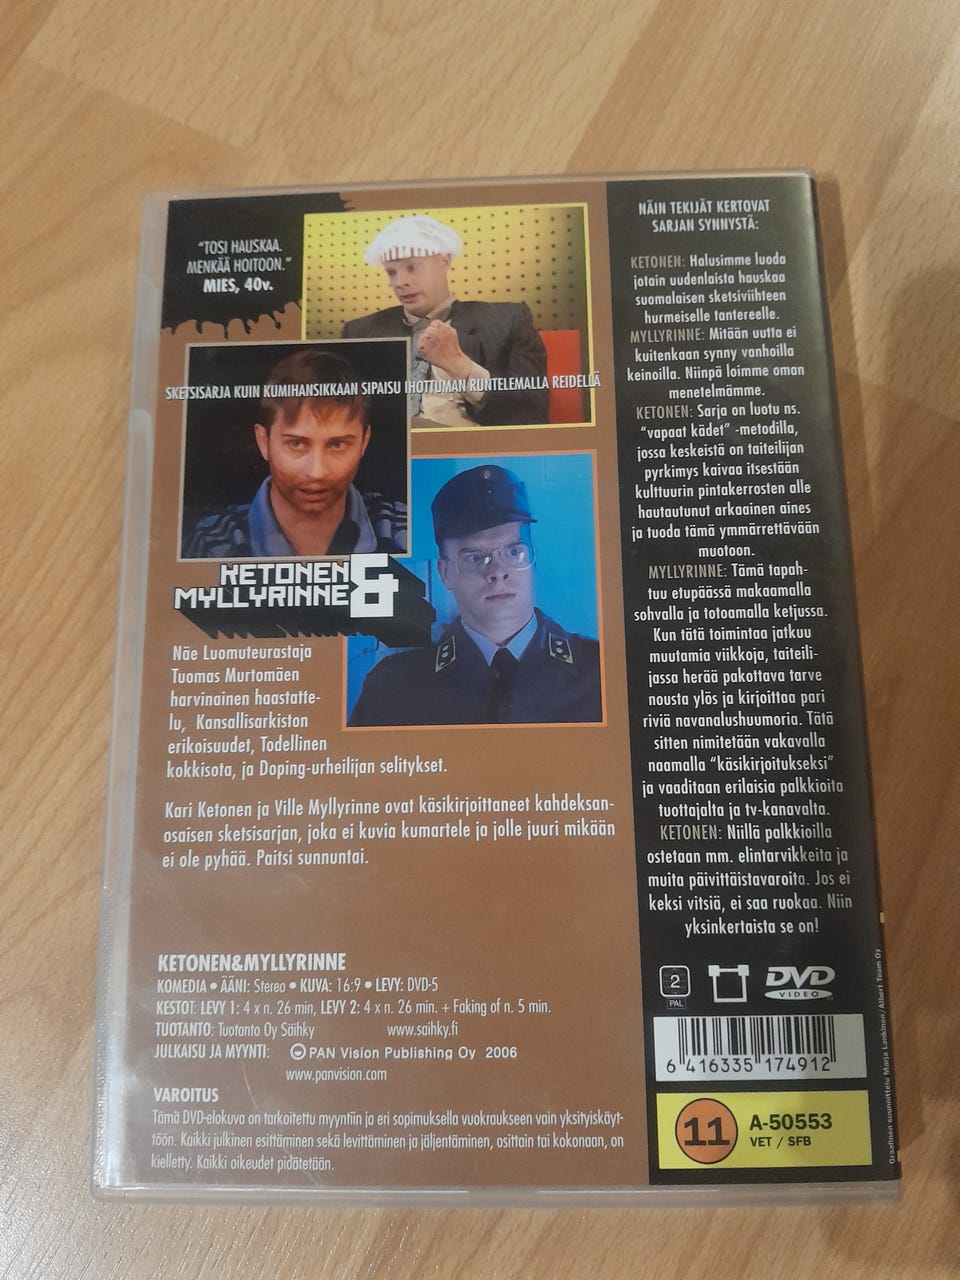 "TOSI HAUSKAA.
MENKÄÄ HOITOON."
MIES, 40v.
SKETSISARJA KUIN KUMIHANSIKKAAN SIPAISU IHOTTUMAN RUNTELEMALLA REIDELLÄ
KETONEN &
MYLLYRINNE
Näe Luomuteurastaja
Tuomas Murtomäen
harvinainen haastatte-
lu, Kansallisarkiston
erikoisuudet, Todellinen
kokkisota, ja Doping-urheilijan selitykset.
Kari Ketonen ja Ville Myllyrinne ovat käsikirjoittaneet kahdeksan-
osaisen sketsisarjan, joka ei kuvia kumartele ja jolle juuri mikään
ei ole pyhää. Paitsi sunnuntai.
KETONEN&MYLLYRINNE
KOMEDIA • ÄÄNI: Stereo • KUVA: 16:9 • LEVY: DVD-5
KESTOT: LEVY 1: 4 x n. 26 min, LEVY 2: 4 x n. 26 min. + Faking of n. 5 min.
TUOTANTO: Tuotanto Oy Säihky www.saihky.fi
JULKAISU JA MYYNTI: PAN Vision Publishing Oy 2006
www.panvision.com
VAROITUS
Tämä DVD-elokuva on tarkoitettu myyntiin ja eri sopimuksella vuokraukseen vain yksityiskäyt-
töön. Kaikki julkinen esittäminen sekä levittäminen ja jäljentäminen, osittain tai kokonaan, on
kielletty. Kaikki oikeudet pidätetään.
NÄIN TEKIJÄT KERTOVAT
SARJAN SYNNYSTÄ:
KETONEN: Halusimme luoda
jotain uudenlaista hauskaa
suomalaisen sketsiviihteen
hurmeiselle tantereelle.
MYLLYRINNE: Mitään uutta ei
kuitenkaan synny vanhoilla
keinoilla. Niinpä loimme oman
menetelmämme.
KETONEN: Sarja on luotu ns.
"vapaat kädet" -metodilla,
jossa keskeistä on taiteilijan
pyrkimys kaivaa itsestään
kulttuurin pintakerrosten alle
hautautunut arkaainen aines
ja tuoda tämä ymmärrettävään
muotoon.
MYLLYRINNE: Tämä tapah-
tuu etupäässä makaamalla
sohvalla ja totoamalla ketjussa.
Kun tätä toimintaa jatkuu
muutamia viikkoja, taiteili-
jassa herää pakottava tarve
nousta ylös ja kirjoittaa pari
riviä navanalushuumoria. Tätä
sitten nimitetään vakavalla
naamalla "käsikirjoitukseksi"
ja vaaditaan erilaisia palkkioita
tuottajalta ja tv-kanavalta.
KETONEN: Niillä palkkioilla
ostetaan mm. elintarvikkeita ja
muita päivittäistavaroita. Jos ei
keksi vitsiä, ei saa ruokaa. Niin
yksinkertaista se on!
2
PAL
DVD
VIDEO
6 416335 174912
11
A-50553
VET / SFB
Graafinen suunnittelu Marja Lankinen/Albert Team Oy